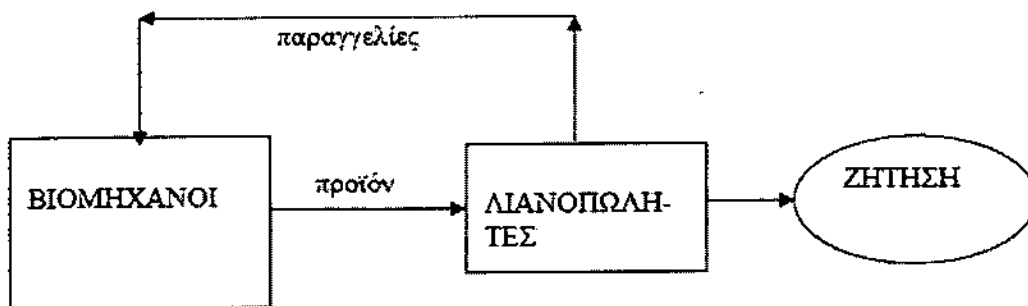 παραγγελίες
ΒΙΟΜΗΧΑΝΟΙ
προϊόν
ΛΙΑΝΟΠΩΛΗ-
ΤΕΣ
ΖΗΤΗΣΗ